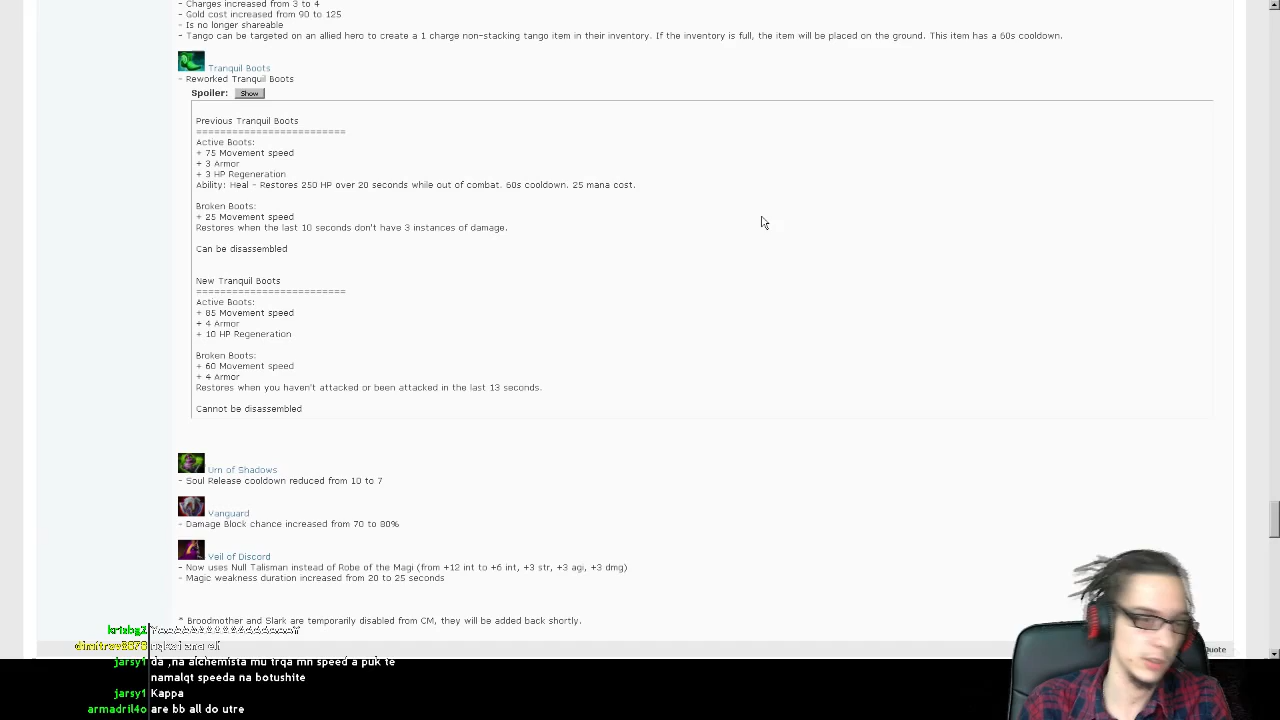 - Charges increased from 3 to 4
- Gold cost increased from 90 to 125
- Is no longer shareable
- Tango can be targeted on an allied hero to create a 1 charge non-stacking tango item in their inventory. If the inventory is full, the item will be placed on the ground. This item has a 60s cooldown.
Tranquil Boots
- Reworked Tranquil Boots
Spoiler: Show
Previous Tranquil Boots
==========================
Active Boots:
+ 75 Movement speed
+ 3 Armor
+ 3 HP Regeneration
Ability: Heal - Restores 250 HP over 20 seconds while out of combat. 60s cooldown. 25 mana cost.
Broken Boots:
+ 25 Movement speed
Restores when the last 10 seconds don't have 3 instances of damage.
Can be disassembled
New Tranquil Boots
==========================
Active Boots:
+ 85 Movement speed
+ 4 Armor
+ 10 HP Regeneration
Broken Boots:
+ 60 Movement speed
+ 4 Armor
Restores when you haven't attacked or been attacked in the last 13 seconds.
Cannot be disassembled
Urn of Shadows
- Soul Release cooldown reduced from 10 to 7
Vanguard
- Damage Block chance increased from 70 to 80%
Veil of Discord
- Now uses Null Talisman instead of Robe of the Magi (from +12 int to +6 int, +3 str, +3 agi, +3 dmg)
- Magic weakness duration increased from 20 to 25 seconds
* Broodmother and Slark are temporarily disabled from CM, they will be added back shortly.
Quote
jarsy1 da ,na alchemista mu trqa mn speed a puk te
namalqt speeda na botushite
jarsy1 Kappa
armadril4o are bb all do utre